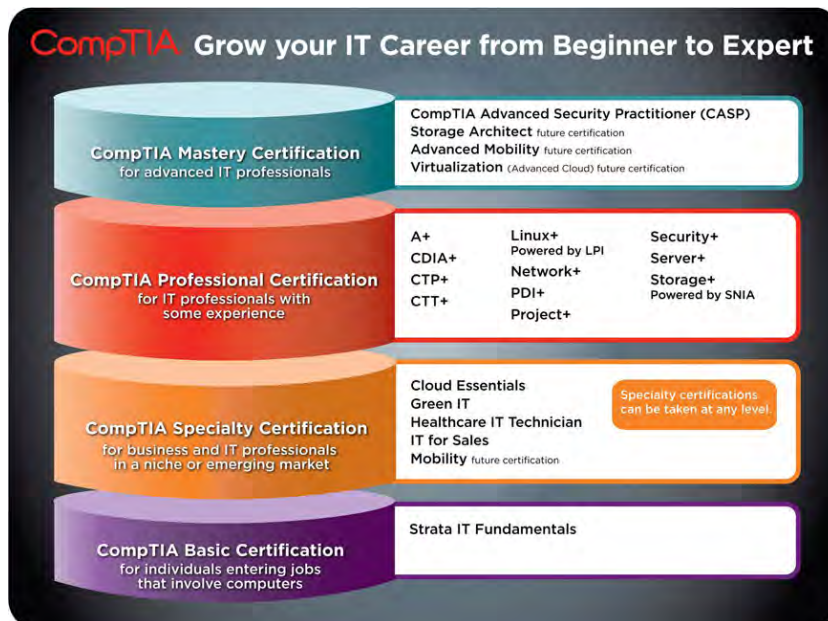 CompTIA Grow your IT Career from Beginner to Expert
CompTIA Mastery Certification
for advanced IT professionals
CompTIA Advanced Security Practitioner (CASP)
Storage Architect future certification
Advanced Mobility future certification
Virtualization (Advanced Cloud) future certification
CompTIA Professional Certification
for IT professionals with
some experience
A+
CDIA+
CTP+
CTT+
Linux+
Powered by LPI
Network+
PDI+
Project+
Security+
Server+
Storage+
Powered by SNIA
CompTIA Specialty Certification
for business and IT professionals
in a niche or emerging market
Cloud Essentials
Green IT
Healthcare IT Technician
IT for Sales
Mobility future certification
Specialty certifications
can be taken at any level.
CompTIA Basic Certification
for individuals entering jobs
that involve computers
Strata IT Fundamentals